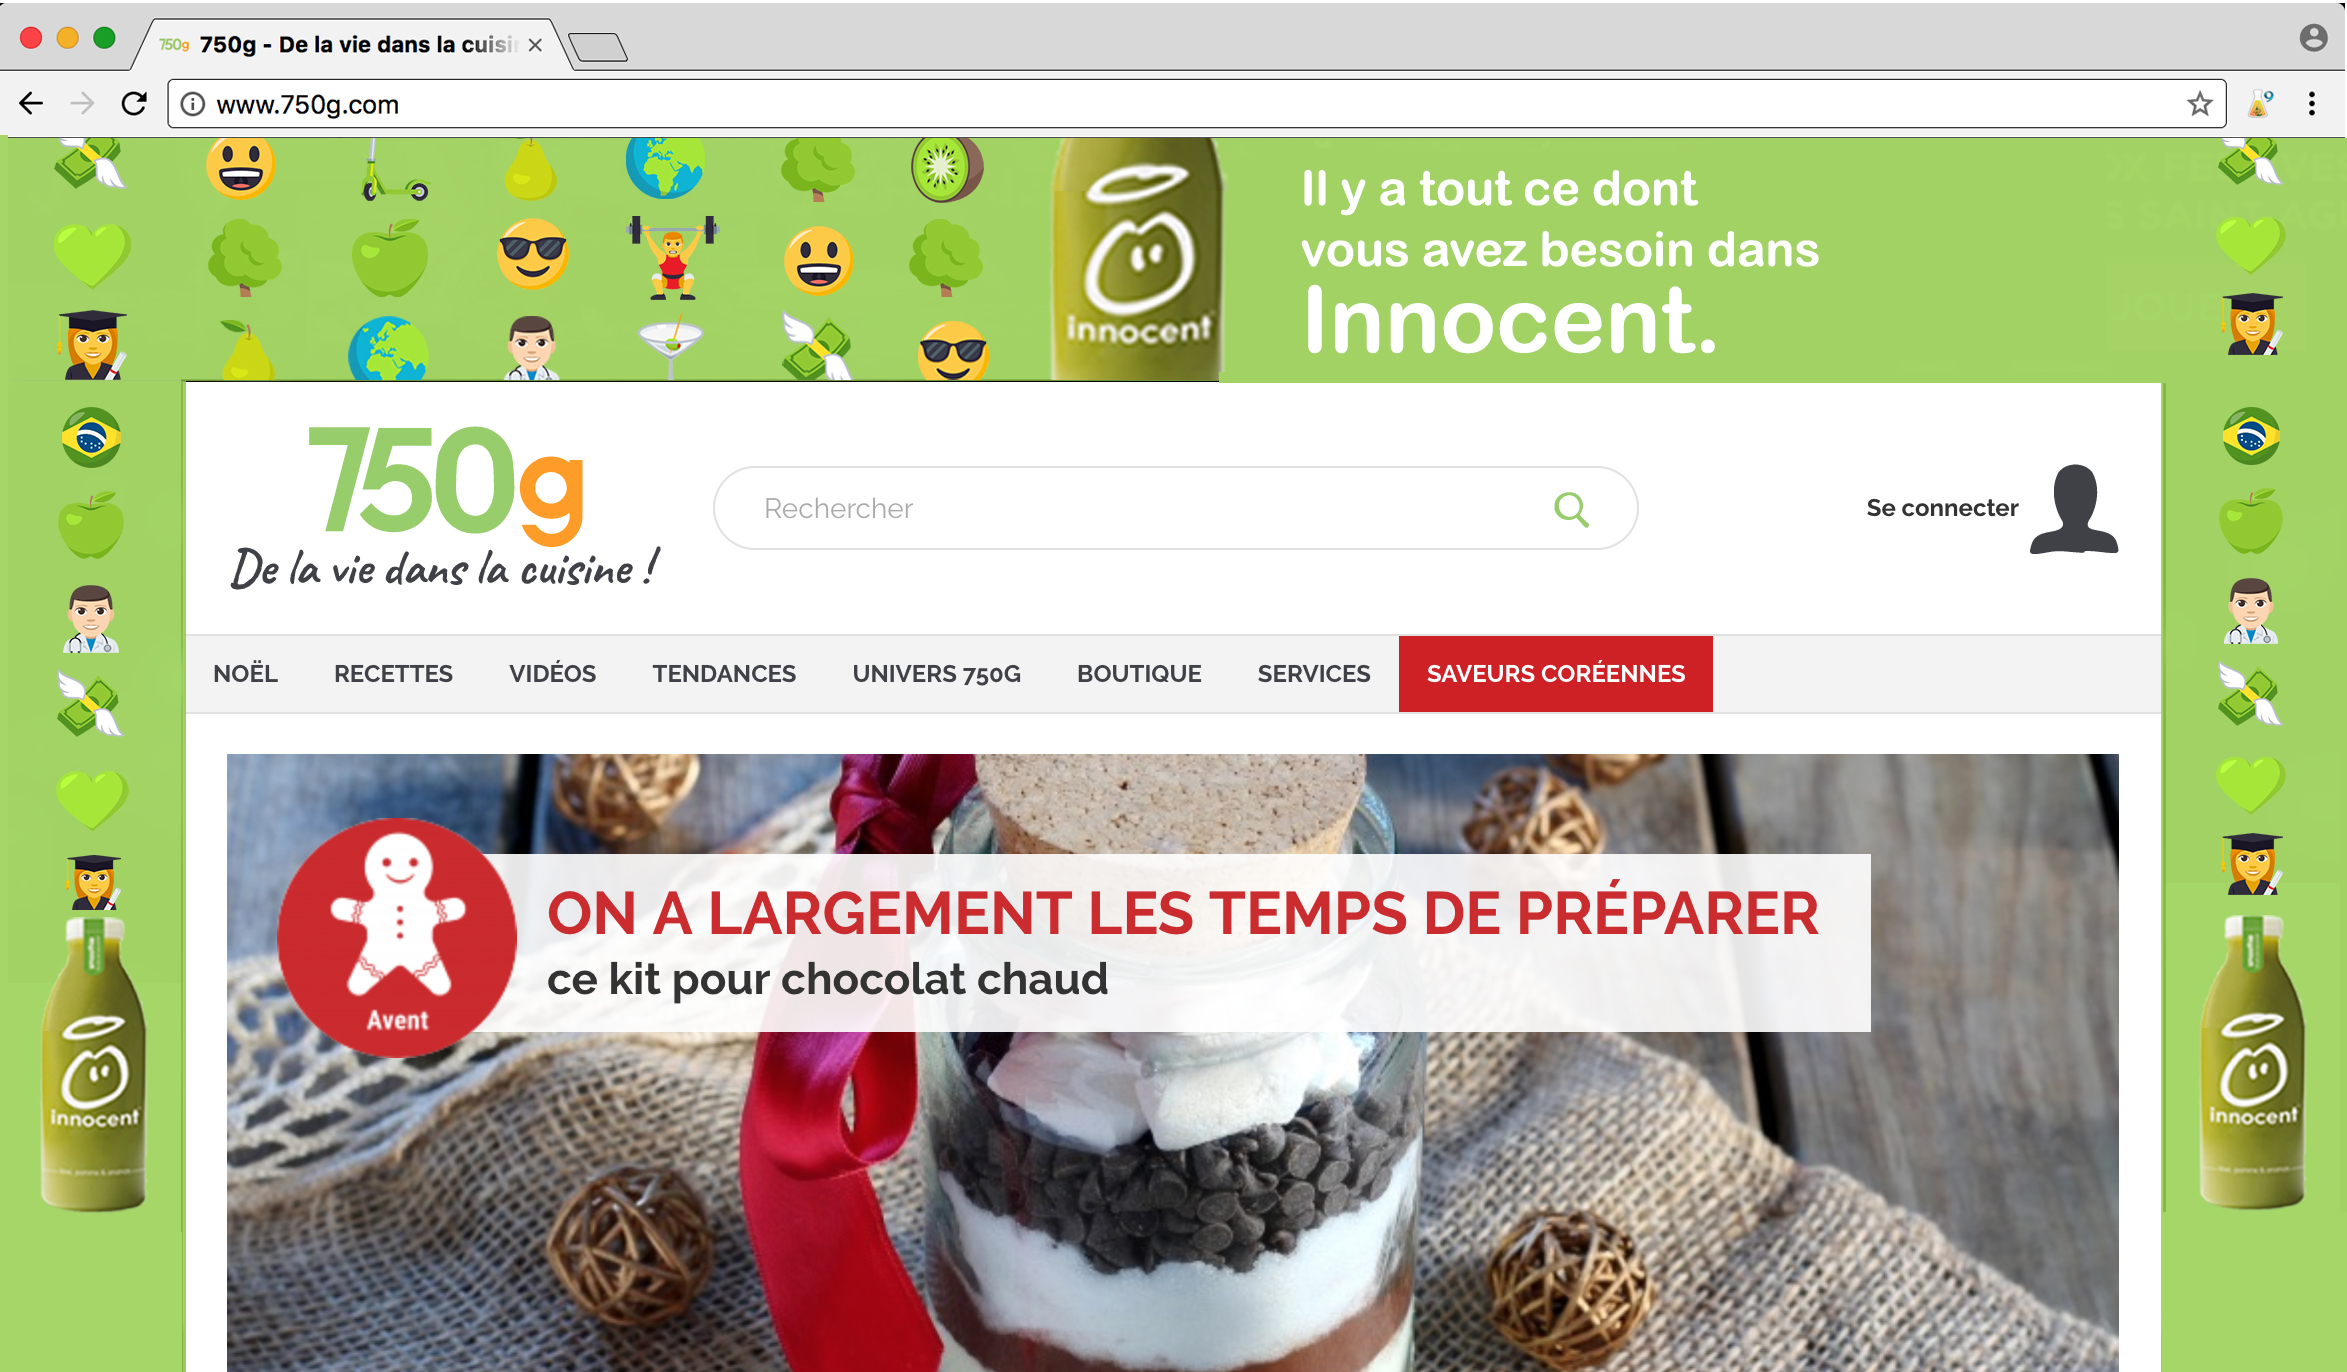 750g 750g - De la vie dans la cuisi
www.750g.com
Il y a tout ce dont
vous avez besoin dans
Innocent.
innocent
750g
De la vie dans la cuisine !
Rechercher
Se connecter
NOËL RECETTES VIDÉOS TENDANCES UNIVERS 750G BOUTIQUE SERVICES SAVEURS CORÉENNES
ON A LARGEMENT LES TEMPS DE PRÉPARER
ce kit pour chocolat chaud
Avent
innocent
innocent